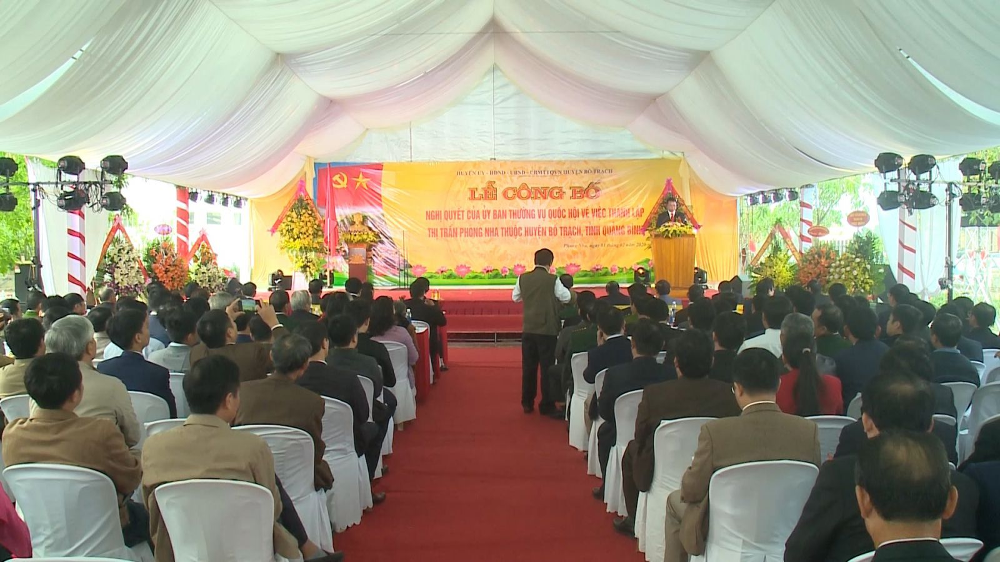 HUYỆN ỦY - HĐND - UBND - UBMTTQVN HUYỆN BỐ TRẠCH
LỄ CÔNG BỐ
NGHỊ QUYẾT CỦA ỦY BAN THƯỜNG VỤ QUỐC HỘI VỀ VIỆC THÀNH LẬP
THỊ TRẤN PHONG NHA THUỘC HUYỆN BỐ TRẠCH, TỈNH QUẢNG BÌNH
Phong Nha, ngày 01 tháng 02 năm 2020